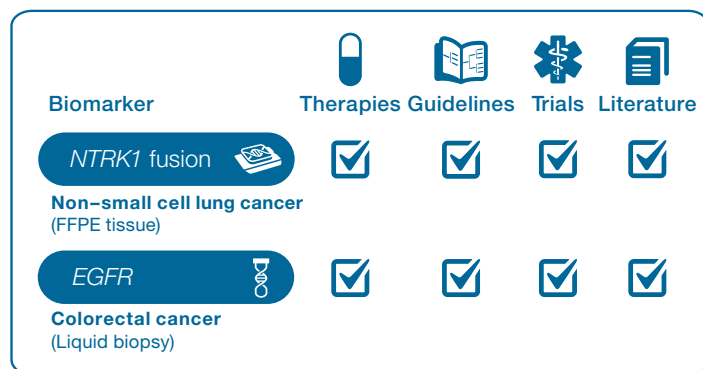 Biomarker Therapies Guidelines Trials Literature
NTRK1 fusion
Non–small cell lung cancer
(FFPE tissue)
EGFR
Colorectal cancer
(Liquid biopsy)